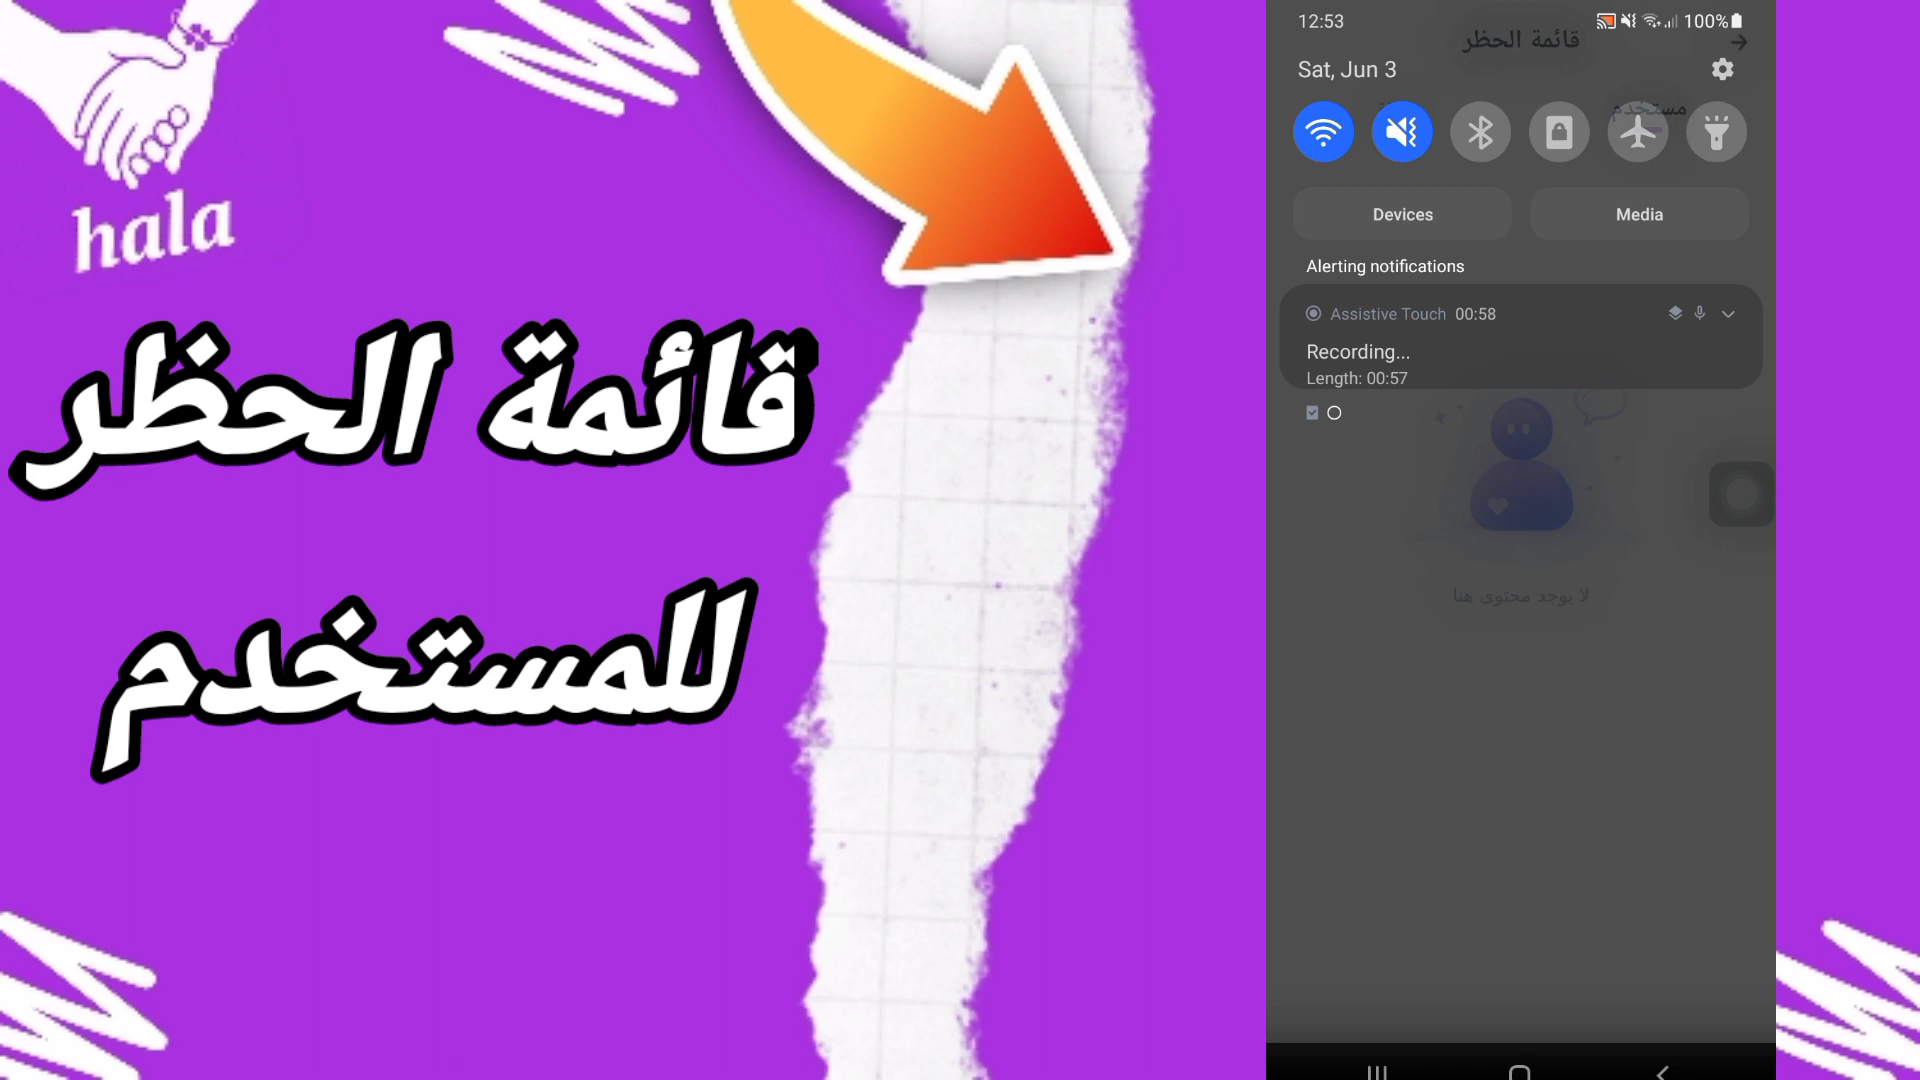 hala
قائمة الحظر
للمستخدم
12:53
100%
قائمة الحظر
Sat, Jun 3
مستخدم
Devices
Media
Alerting notifications
Assistive Touch 00:58
Recording...
Length: 00:57
لا يوجد محتوى هنا